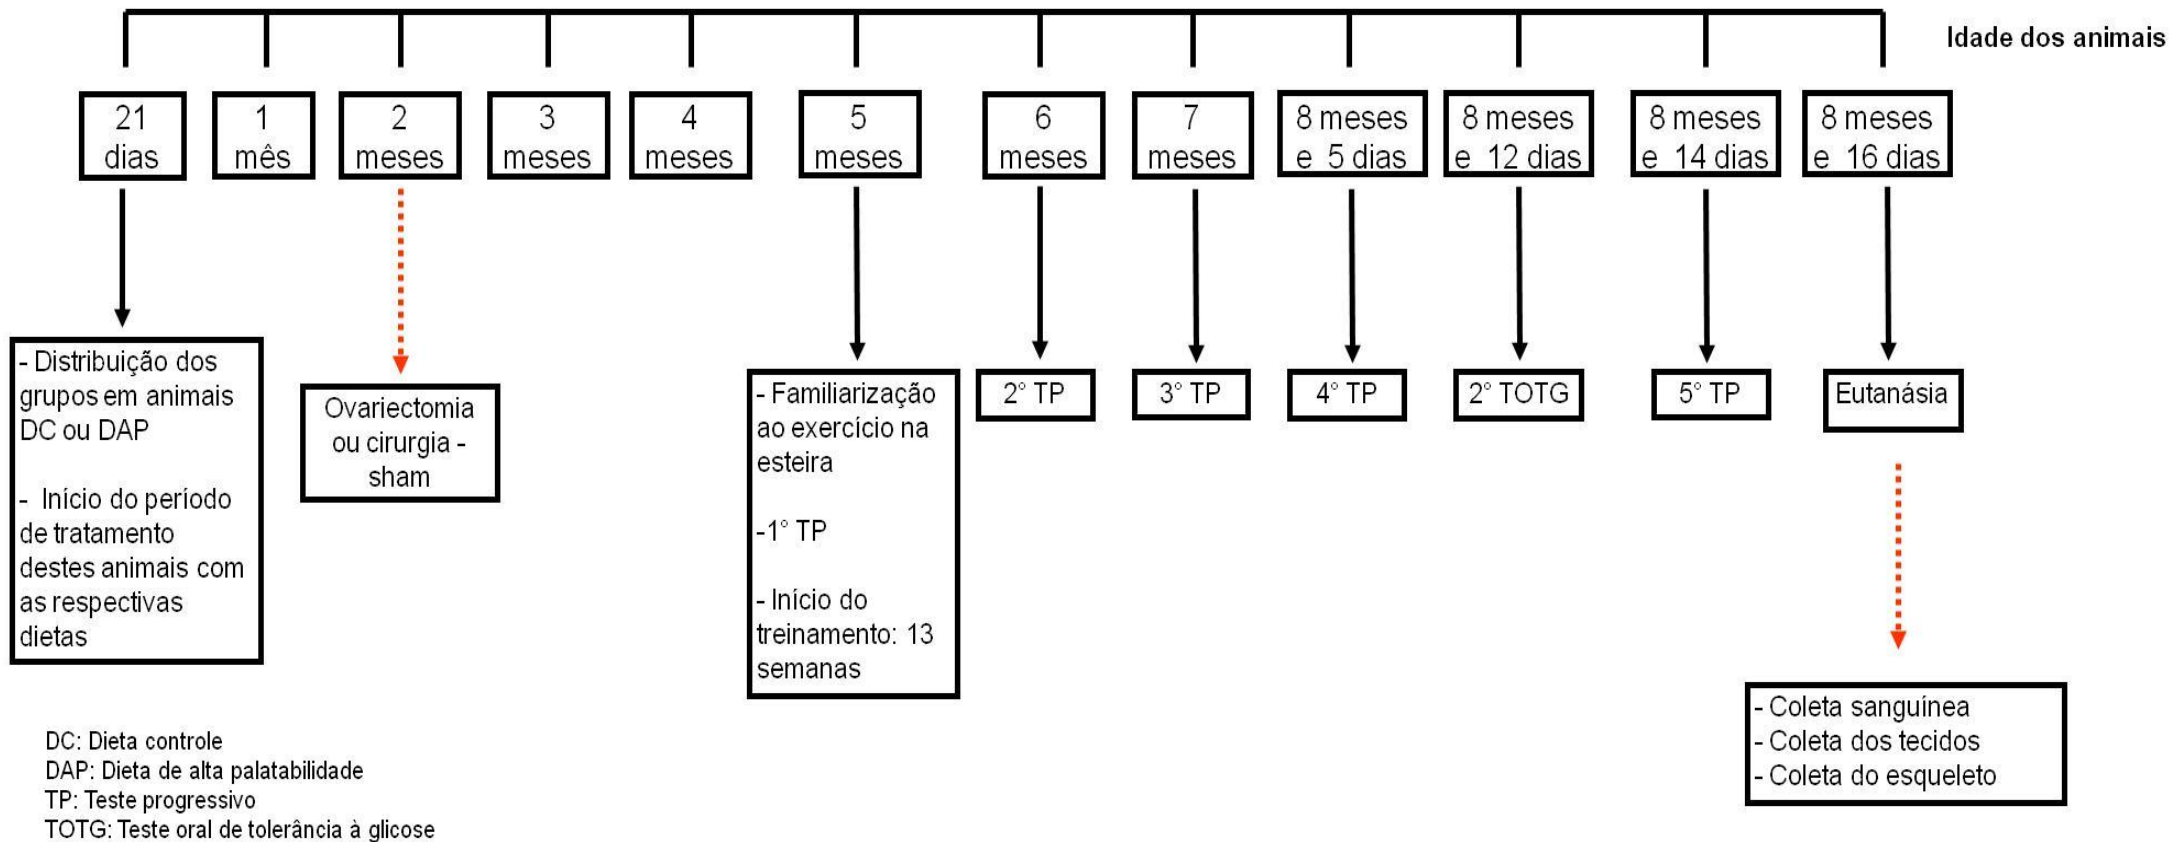 Idade dos animais
21
dias
1
mês
2
meses
3
meses
4
meses
5
meses
6
meses
7
meses
8 meses
e 5 dias
8 meses
e 12 dias
8 meses
e 14 dias
8 meses
e 16 dias
- Distribuição dos
grupos em animais
DC ou DAP
- Início do período
de tratamento
destes animais com
as respectivas
dietas
Ovariectomia
ou cirurgia -
sham
- Familiarização
ao exercício na
esteira
-1° TP
- Início do
treinamento: 13
semanas
2° TP
3° TP
4° TP
2° TOTG
5° TP
Eutanásia
- Coleta sanguínea
- Coleta dos tecidos
- Coleta do esqueleto
DC: Dieta controle
DAP: Dieta de alta palatabilidade
TP: Teste progressivo
TOTG: Teste oral de tolerância à glicose